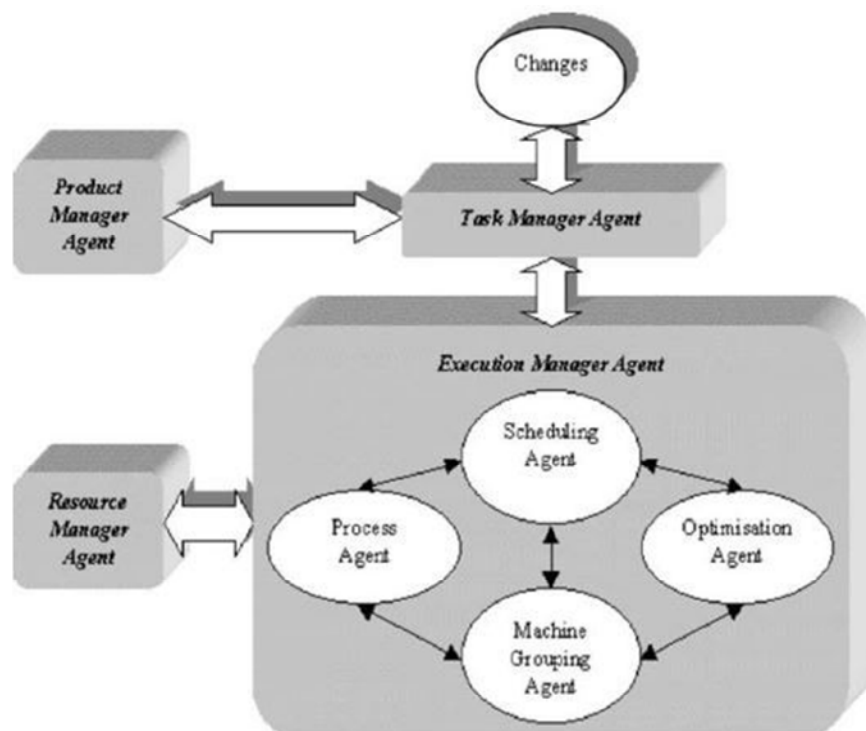 Changes
Product
Manager
Agent
Task Manager Agent
Execution Manager Agent
Scheduling
Agent
Resource
Manager
Agent
Process
Agent
Optimisation
Agent
Machine
Grouping
Agent